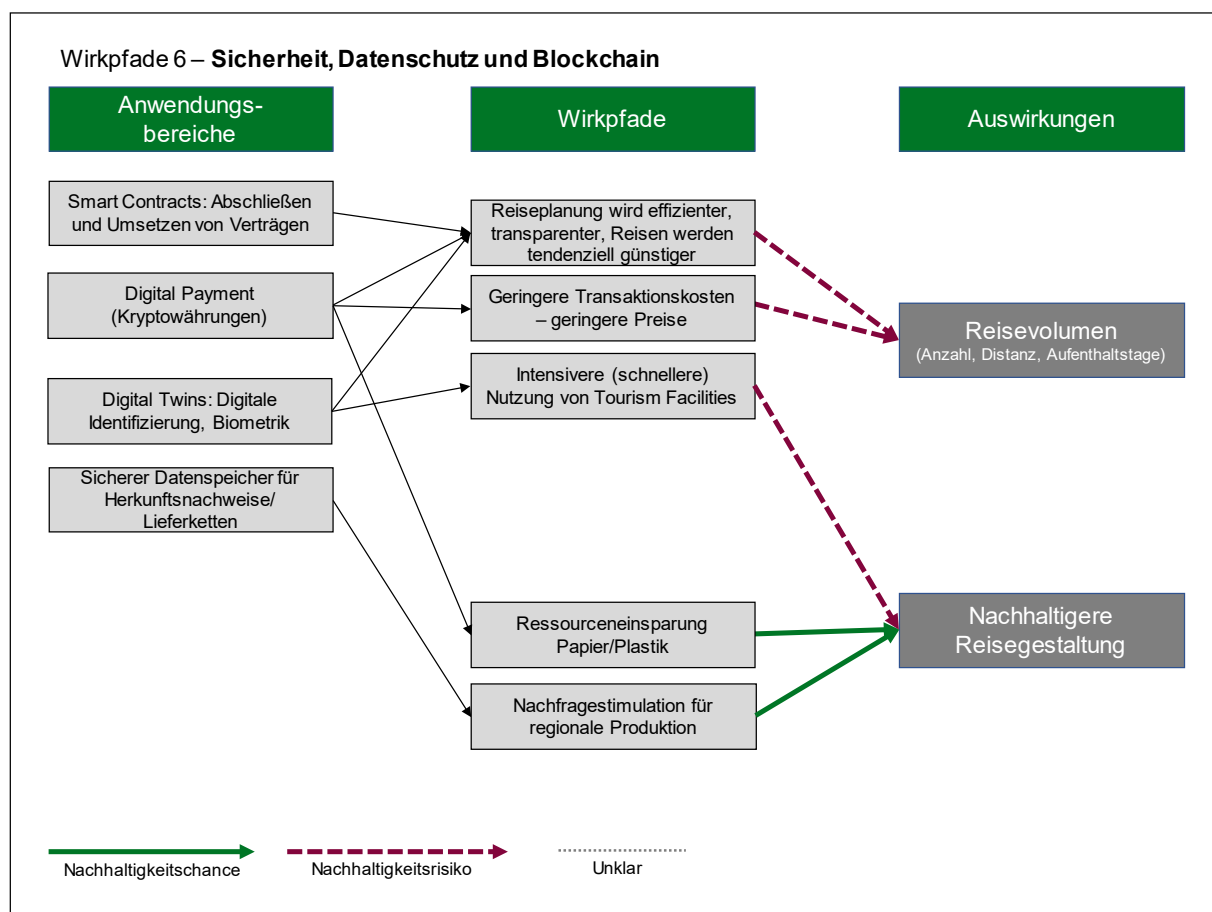 Wirkpfade 6 – Sicherheit, Datenschutz und Blockchain
Anwendungs-
bereiche
Wirkpfade
Auswirkungen
Smart Contracts: Abschließen
und Umsetzen von Verträgen
Digital Payment
(Kryptowährungen)
Digital Twins: Digitale
Identifizierung, Biometrik
Sicherer Datenspeicher für
Herkunftsnachweise/
Lieferketten
Reiseplanung wird effizienter,
transparenter, Reisen werden
tendenziell günstiger
Geringere Transaktionskosten
– geringere Preise
Intensivere (schnellere)
Nutzung von Tourism Facilities
Ressourceneinsparung
Papier/Plastik
Nachfragestimulation für
regionale Produktion
Reisevolumen
(Anzahl, Distanz, Aufenthaltstage)
Nachhaltigere
Reisegestaltung
Nachhaltigkeitschance
Nachhaltigkeitsrisiko
Unklar